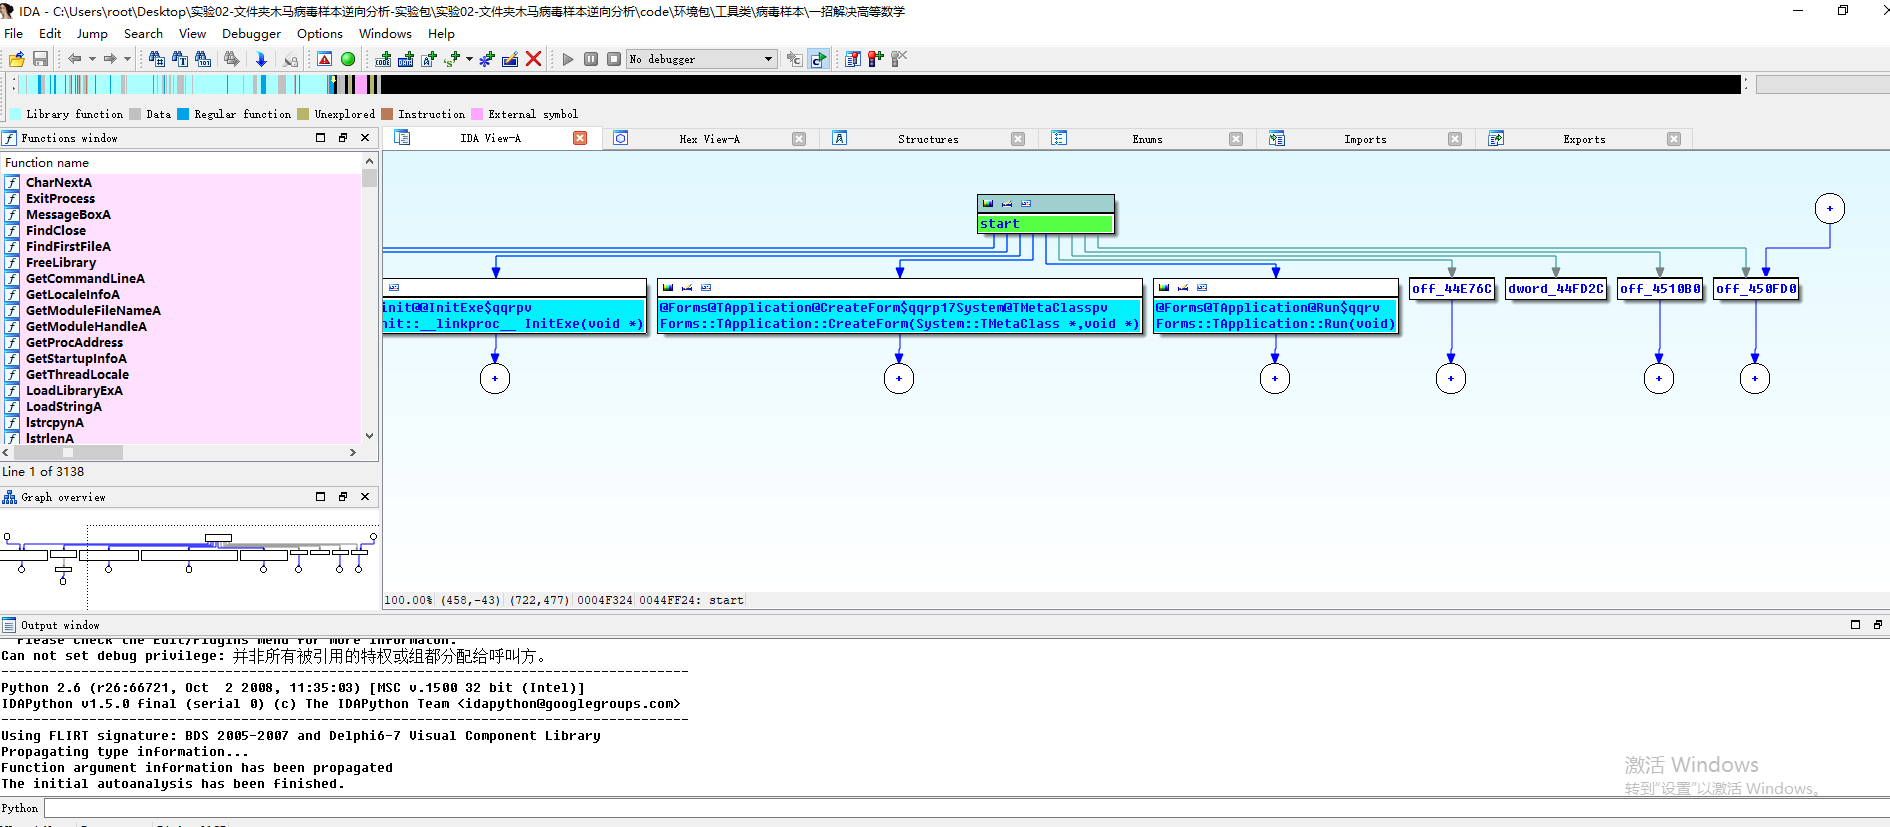 IDA - C:\Users\root\Desktop\实验02-文件夹木马病毒样本逆向分析-实验包\实验02-文件夹木马病毒样本逆向分析\code\环境包\工具类\病毒样本\一招解决高等数学
File Edit Jump Search View Debugger Options Windows Help
No debugger
Library function Data Regular function Unexplored Instruction External symbol
Functions window
IDA View-A Hex View-A Structures Enums Imports Exports
Function name
CharNextA
ExitProcess
MessageBoxA
FindClose
FindFirstFileA
FreeLibrary
GetCommandLineA
GetLocaleInfoA
GetModuleFileNameA
GetModuleHandleA
GetProcAddress
GetStartupInfoA
GetThreadLocale
LoadLibraryExA
LoadStringA
lstrcpynA
lstrlenA
Line 1 of 3138
Graph overview
start
init@@InitExe$qqrpv
nit::__linkproc__ InitExe(void *)
@Forms@TApplication@CreateForm$qqrp17System@TMetaClasspv
Forms::TApplication::CreateForm(System::TMetaClass *,void *)
@Forms@TApplication@Run$qqrv
Forms::TApplication::Run(void)
off_44E76C
dword_44FD2C
off_4510B0
off_450FD0
100.00% (458,-43) (722,477) 0004F324 0044FF24: start
Output window
Please check the Edit/Plugins menu for more informaton.
Can not set debug privilege: 并非所有被引用的特权或组都分配给呼叫方。
Python 2.6 (r26:66721, Oct  2 2008, 11:35:03) [MSC v.1500 32 bit (Intel)]
IDAPython v1.5.0 final (serial 0) (c) The IDAPython Team <idapython@googlegroups.com>
Using FLIRT signature: BDS 2005-2007 and Delphi6-7 Visual Component Library
Propagating type information...
Function argument information has been propagated
The initial autoanalysis has been finished.
激活 Windows
转到"设置"以激活 Windows。
Python